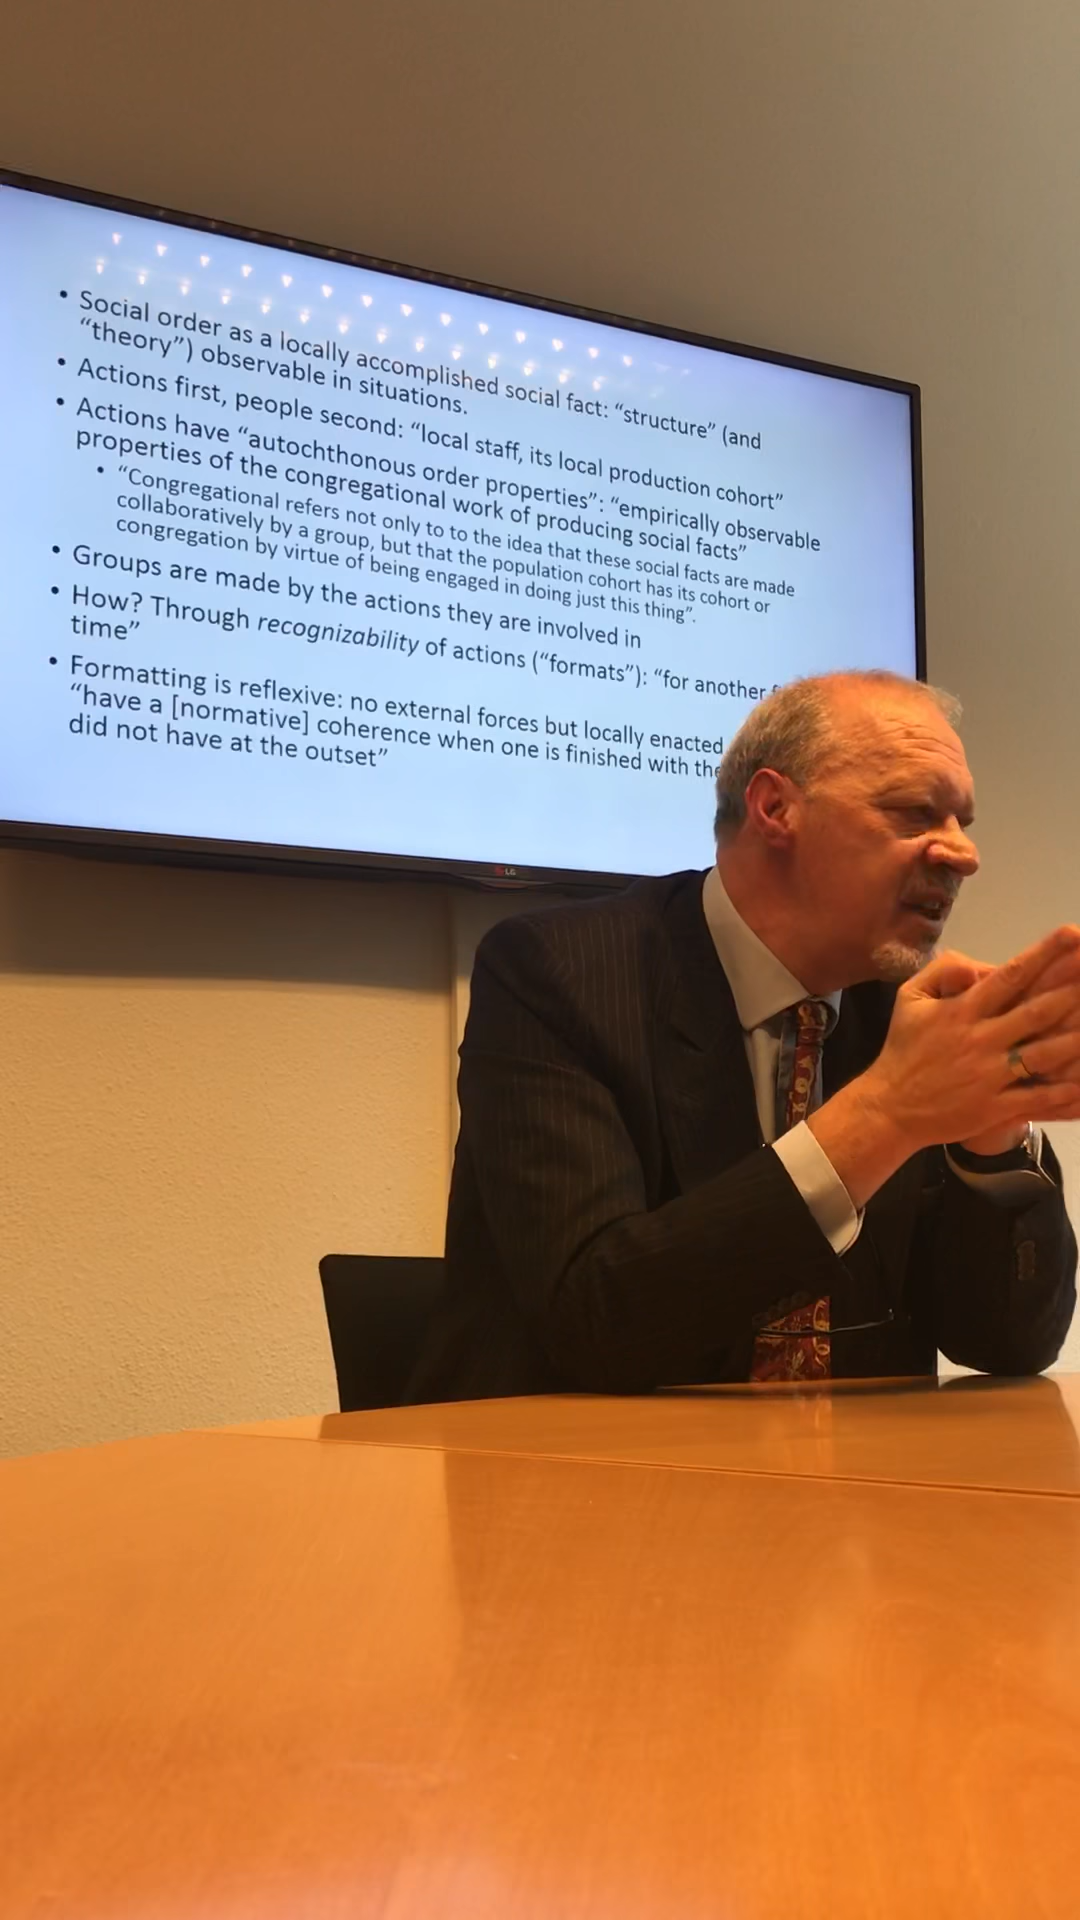 • Social order as a locally accomplished social fact: “structure” (and
“theory”) observable in situations.
• Actions first, people second: “local staff, its local production cohort”
• Actions have “autochthonous order properties”: “empirically observable
properties of the congregational work of producing social facts”
• “Congregational refers not only to to the idea that these social facts are made
collaboratively by a group, but that the population cohort has its cohort or
congregation by virtue of being engaged in doing just this thing”.
• Groups are made by the actions they are involved in
• How? Through recognizability of actions (“formats”): “for another
time”
• Formatting is reflexive: no external forces but locally enacted
“have a [normative] coherence when one is finished with
did not have at the outset”
LG